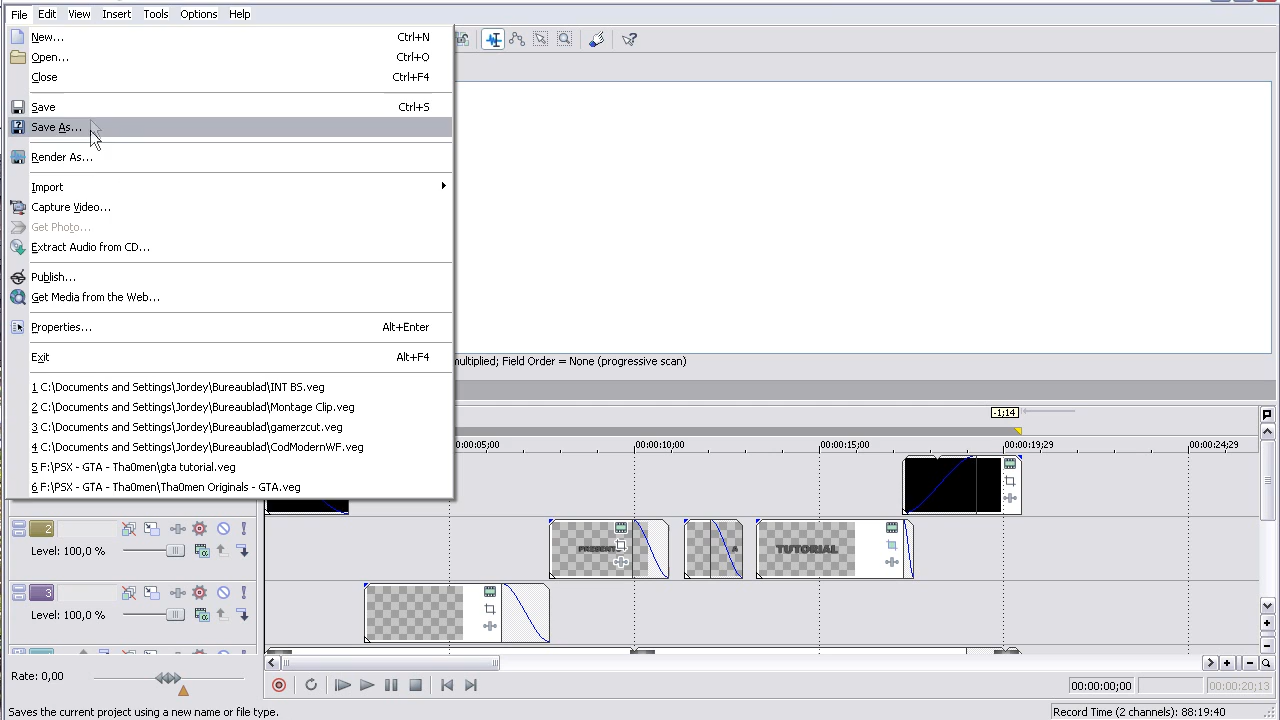 File Edit View Insert Tools Options Help
New... Ctrl+N
Open... Ctrl+O
Close Ctrl+F4
Save Ctrl+S
Save As...
Render As...
Import
Capture Video...
Get Photo...
Extract Audio from CD...
Publish...
Get Media from the Web...
Properties... Alt+Enter
Exit Alt+F4
multiplied; Field Order = None (progressive scan)
1 C:\Documents and Settings\Jordey\Bureaublad\INT BS.veg
2 C:\Documents and Settings\Jordey\Bureaublad\Montage Clip.veg
3 C:\Documents and Settings\Jordey\Bureaublad\gamerzcut.veg
4 C:\Documents and Settings\Jordey\Bureaublad\CodModernWF.veg
5 F:\PSX - GTA - Tha0men\gta tutorial.veg
6 F:\PSX - GTA - Tha0men\Tha0men Originals - GTA.veg
-1;14
00:00:05;00 00:00:10;00 00:00:15;00 00:00:19;29 00:00:24;29
2
Level: 100,0 %
PRESENT
A
TUTORIAL
3
Level: 100,0 %
Rate: 0,00
00:00:00;00 00:00:20;13
Saves the current project using a new name or file type. Record Time (2 channels): 88:19:40